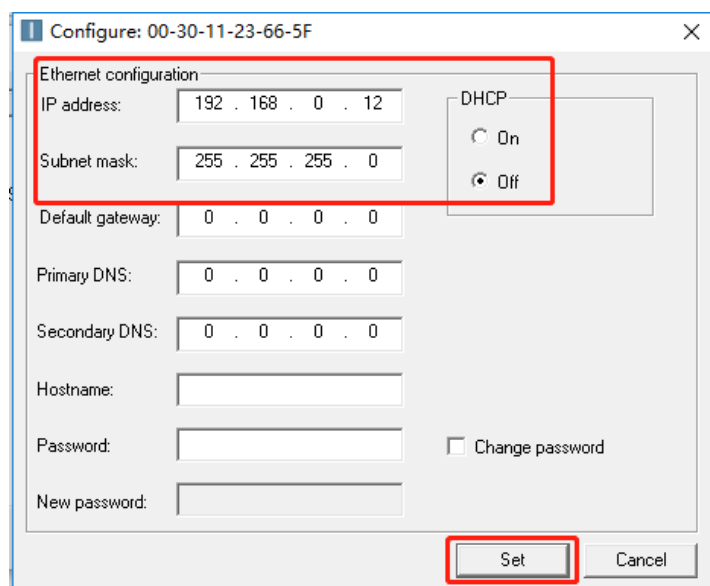 Configure: 00-30-11-23-66-5F
Ethernet configuration
IP address: 192 . 168 . 0 . 12
DHCP
On
Subnet mask: 255 . 255 . 255 . 0
Off
Default gateway: 0 . 0 . 0 . 0
Primary DNS: 0 . 0 . 0 . 0
Secondary DNS: 0 . 0 . 0 . 0
Hostname:
Password:
Change password
New password:
Set
Cancel